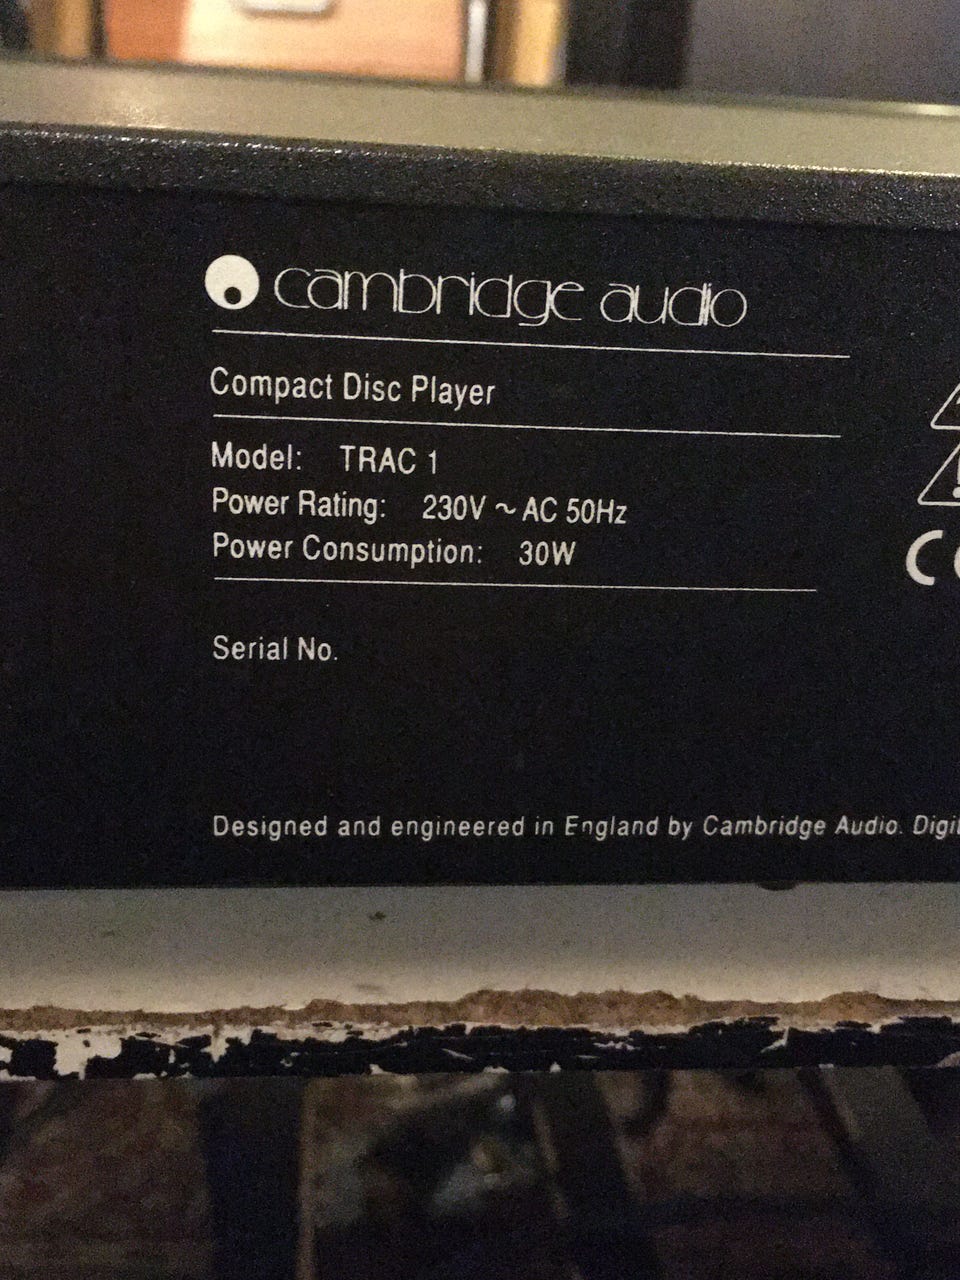 cambridge audio
Compact Disc Player
Model: TRAC 1
Power Rating: 230V ~ AC 50Hz
Power Consumption: 30W
Serial No.
Designed and engineered in England by Cambridge Audio.